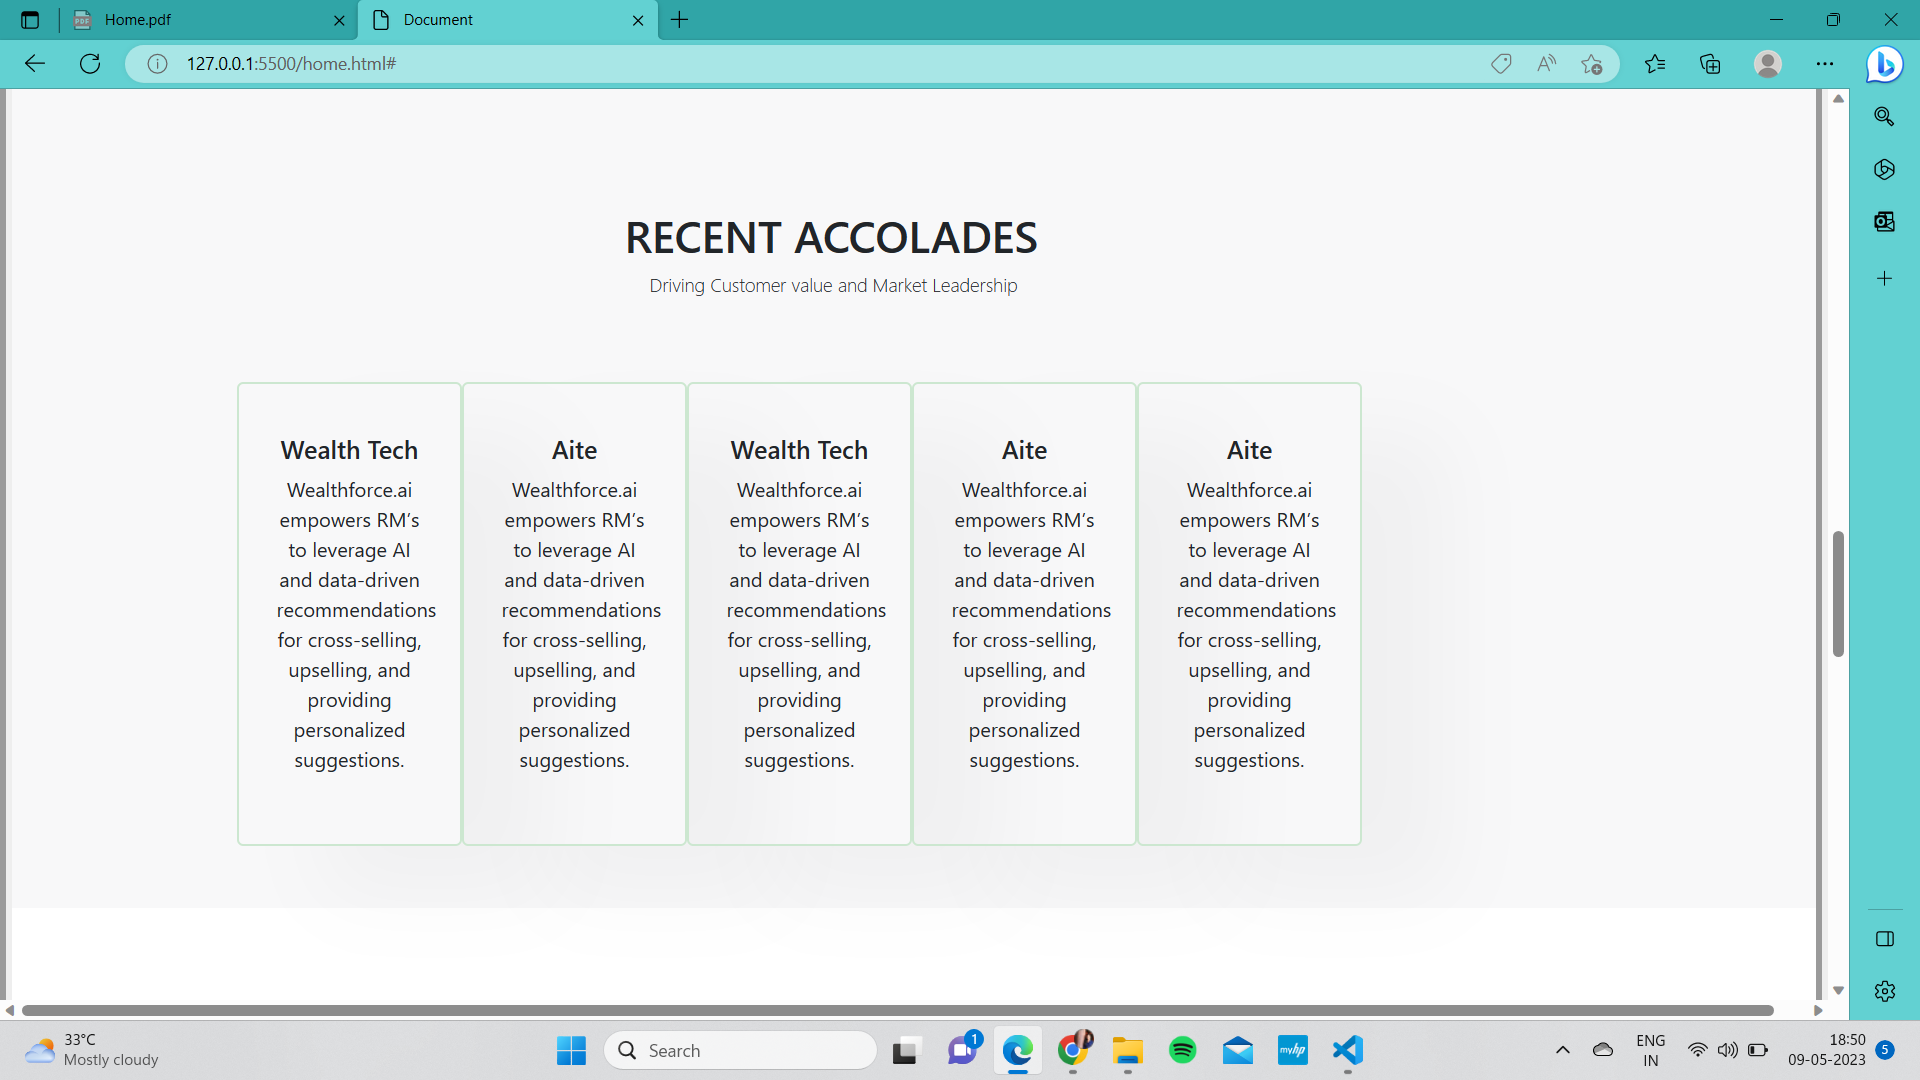 Home.pdf
Document
127.0.0.1:5500/home.html#
RECENT ACCOLADES
Driving Customer value and Market Leadership
Wealth Tech
Wealthforce.ai
empowers RM’s
to leverage AI
and data-driven
recommendations
for cross-selling,
upselling, and
providing
personalized
suggestions.
Aite
Wealthforce.ai
empowers RM’s
to leverage AI
and data-driven
recommendations
for cross-selling,
upselling, and
providing
personalized
suggestions.
Wealth Tech
Wealthforce.ai
empowers RM’s
to leverage AI
and data-driven
recommendations
for cross-selling,
upselling, and
providing
personalized
suggestions.
Aite
Wealthforce.ai
empowers RM’s
to leverage AI
and data-driven
recommendations
for cross-selling,
upselling, and
providing
personalized
suggestions.
Aite
Wealthforce.ai
empowers RM’s
to leverage AI
and data-driven
recommendations
for cross-selling,
upselling, and
providing
personalized
suggestions.
33°C
Mostly cloudy
Search
1
myhp
ENG
IN
18:50
09-05-2023
5